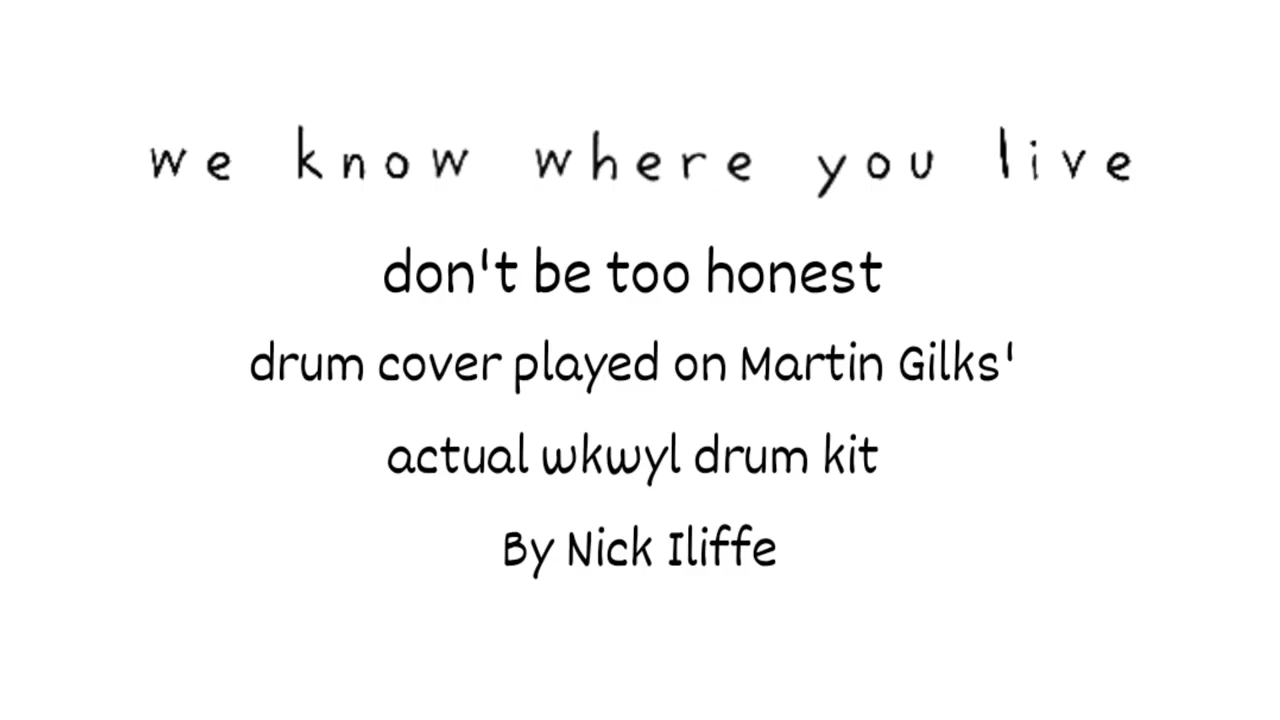 we know where you live
don't be too honest
drum cover played on Martin Gilks'
actual wkwyl drum kit
By Nick Iliffe